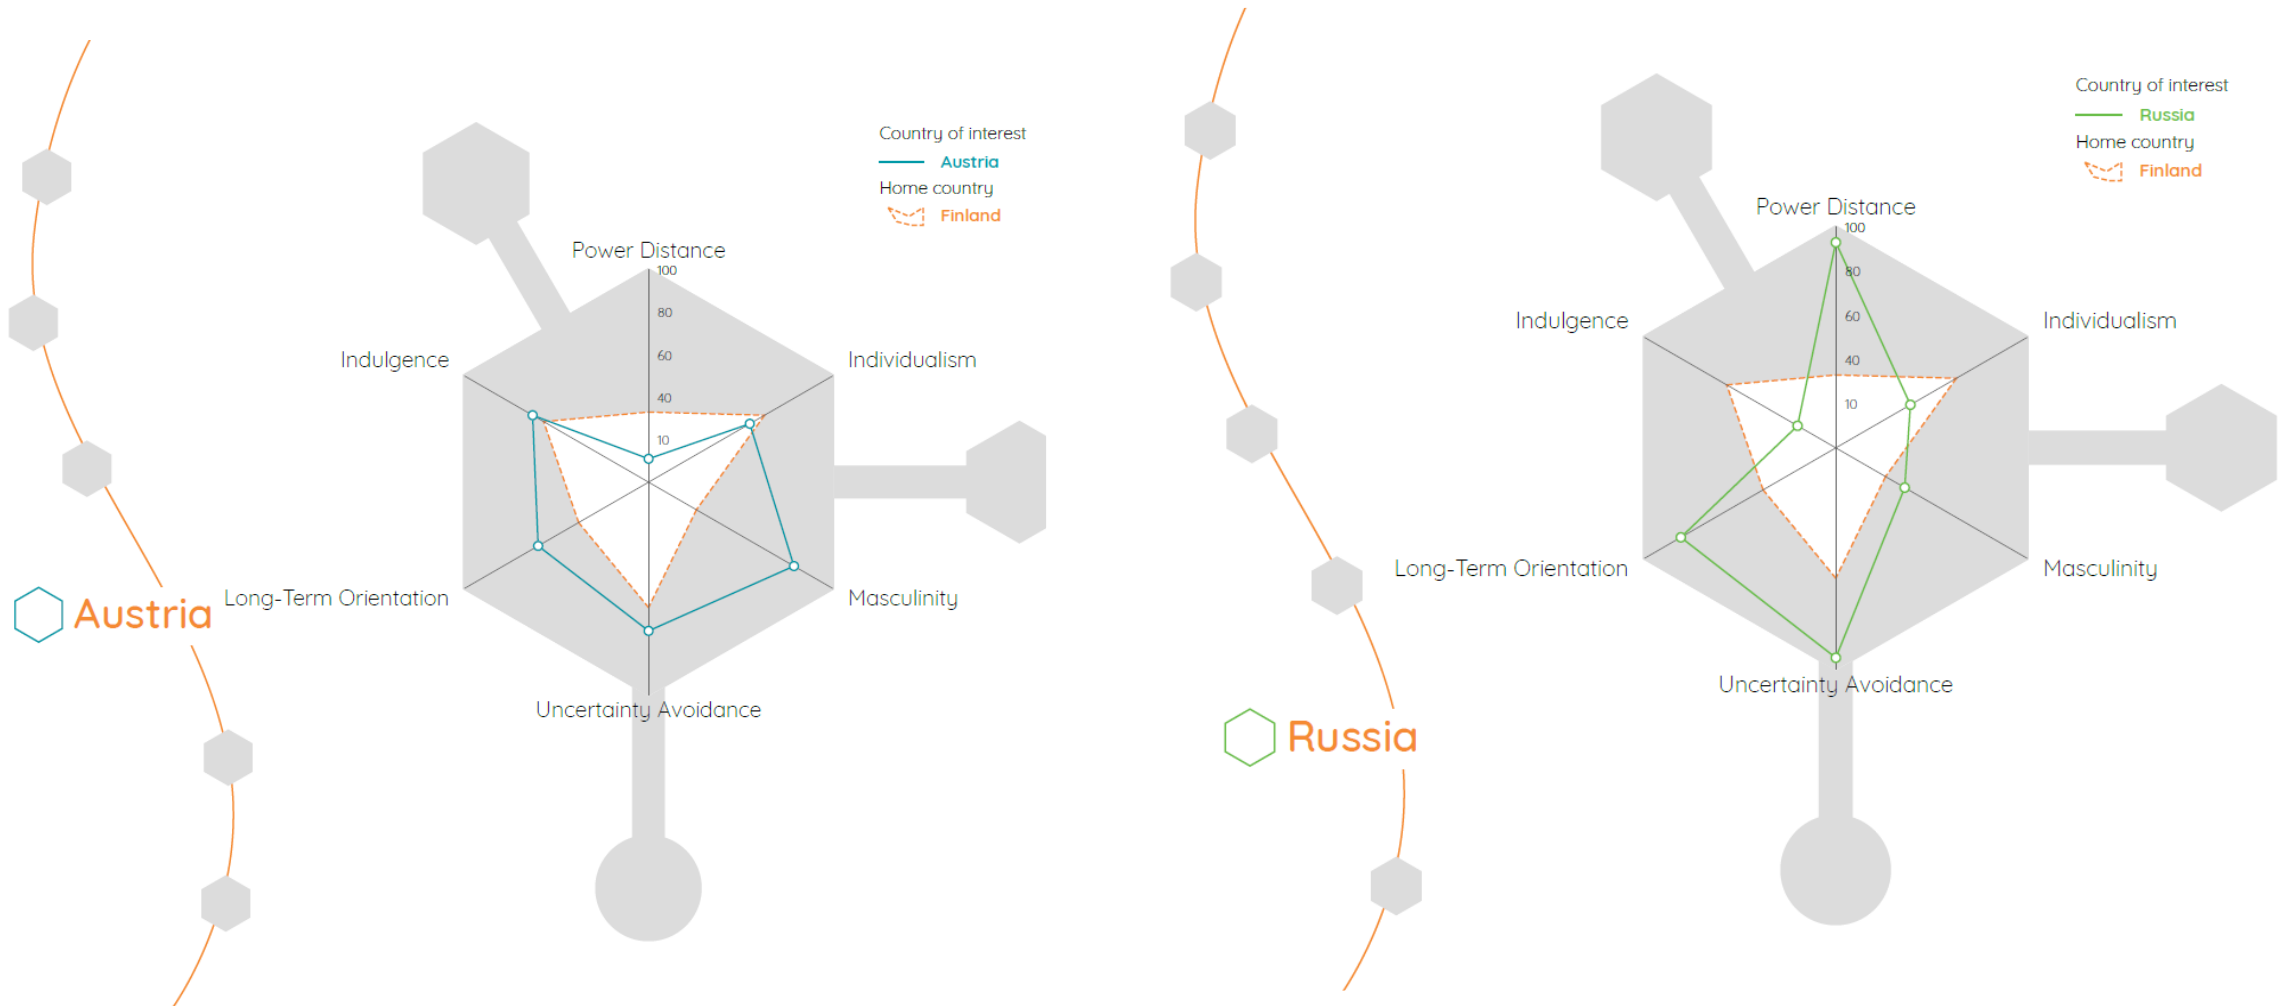 Country of interest
Austria
Home country
Finland
Power Distance
100
80
60
40
10
Individualism
Indulgence
Masculinity
Long-Term Orientation
Uncertainty Avoidance
Austria
Country of interest
Russia
Home country
Finland
Power Distance
100
80
60
40
10
Individualism
Indulgence
Masculinity
Long-Term Orientation
Uncertainty Avoidance
Russia